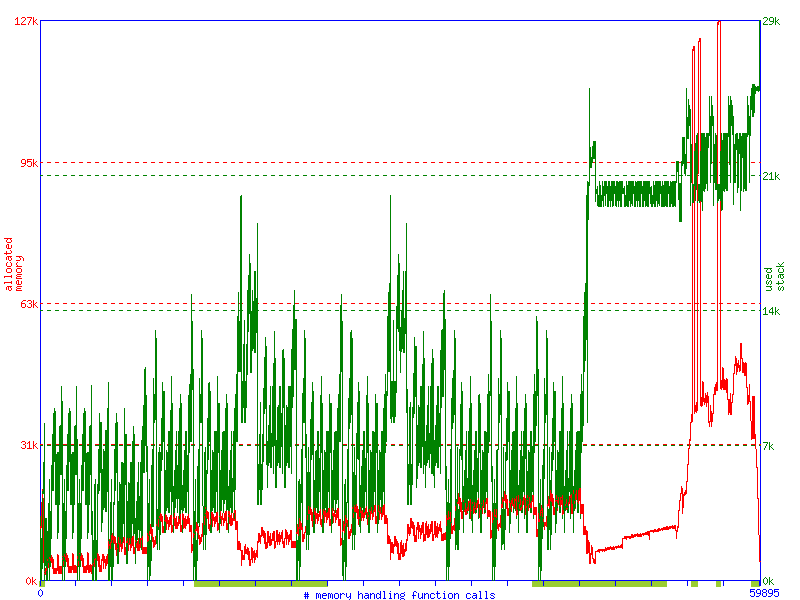 127k
29k
95k
21k
allocated
memory
used
stack
63k
14k
31k
7k
0k
0k
0
# memory handling function calls
59895